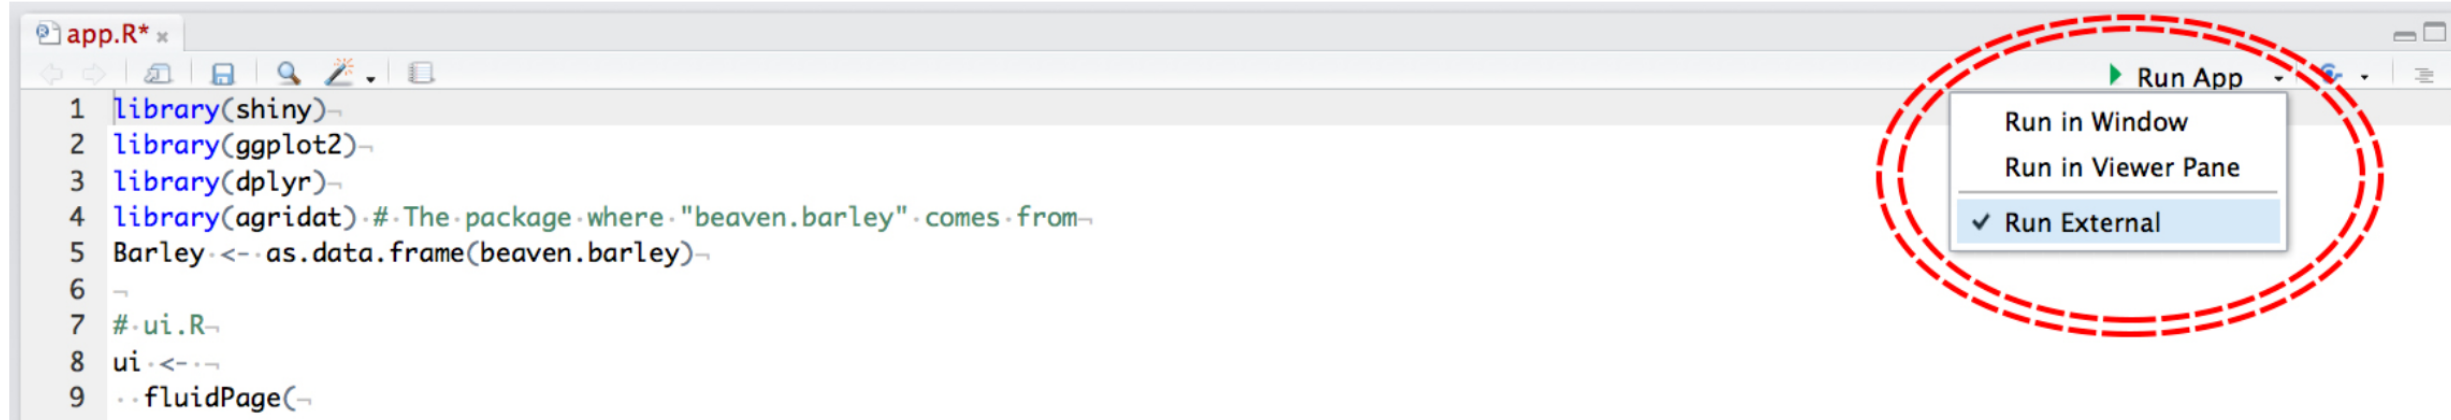 app.R*
Run App
1 library(shiny)
2 library(ggplot2)
3 library(dplyr)
4 library(agridat) # The package where "beaven.barley" comes from
5 Barley <- as.data.frame(beaven.barley)
6
7 # ui.R
8 ui <-
9 fluidPage(
Run in Window
Run in Viewer Pane
✓ Run External